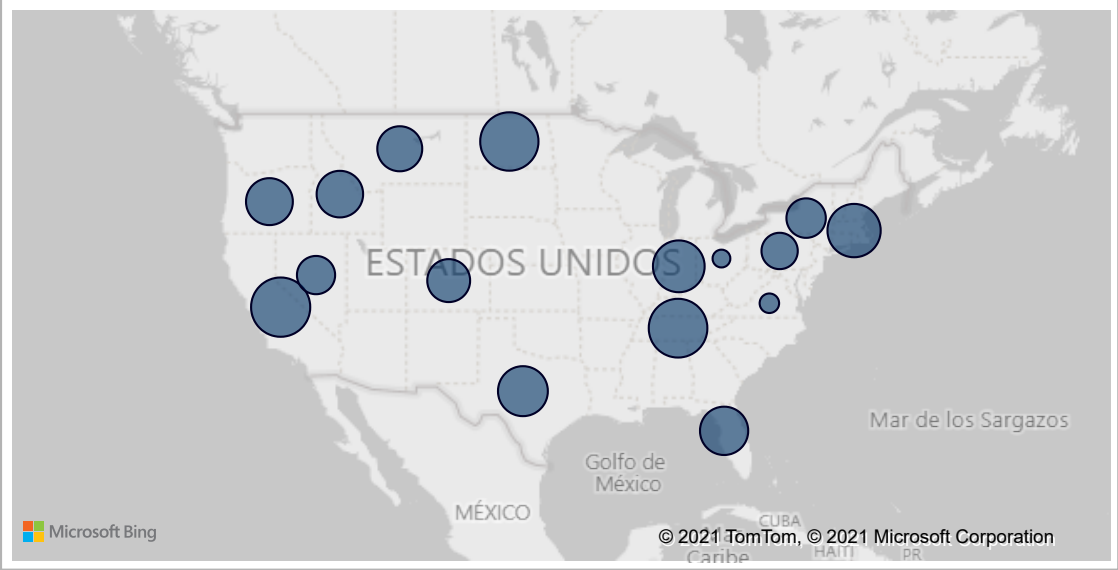 ESTADOS UNIDOS
Mar de los Sargazos
Golfo de
México
MÉXICO
CUBA
Microsoft Bing
© 2021 TomTom, © 2021 Microsoft Corporation
HAITÍ
PR
Caribe